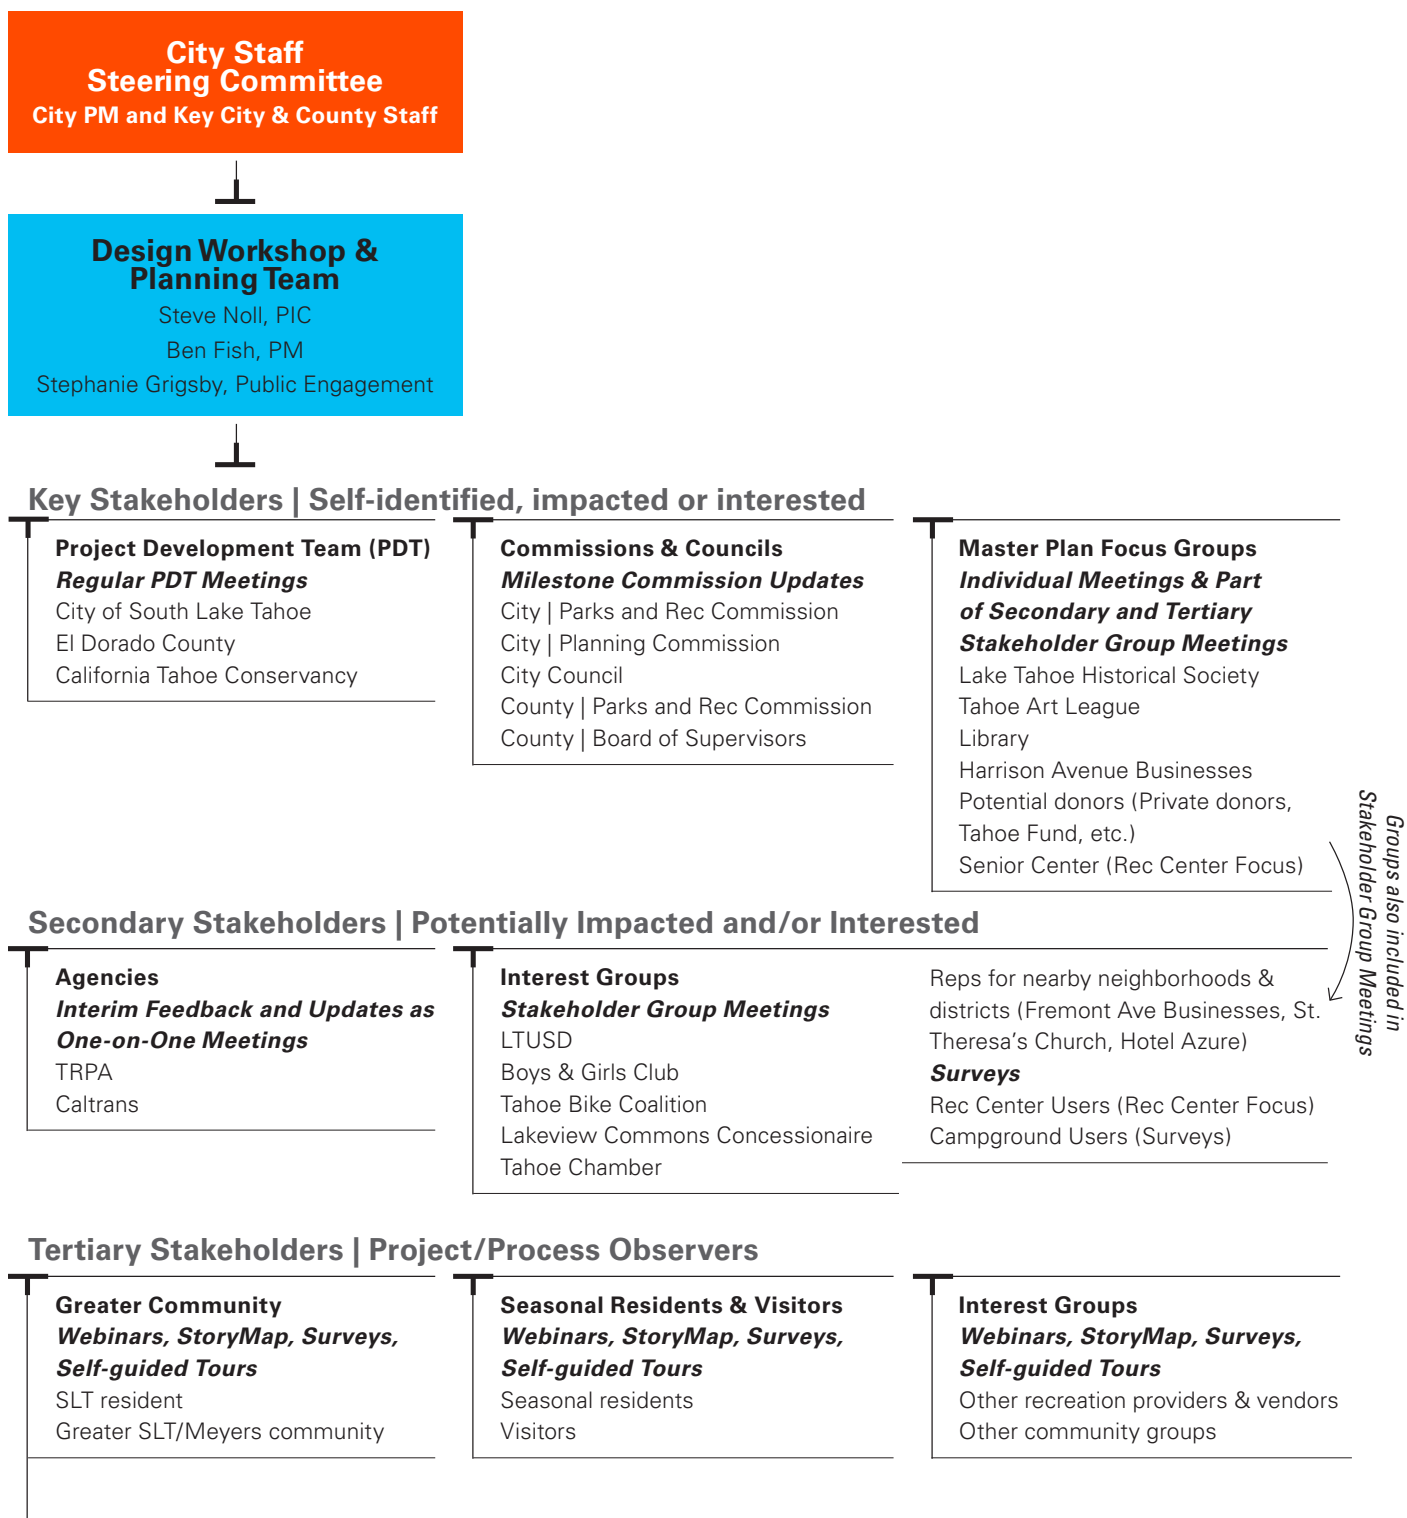 City Staff
Steering Committee
City PM and Key City & County Staff
Design Workshop &
Planning Team
Steve Noll, PIC
Ben Fish, PM
Stephanie Grigsby, Public Engagement
Key Stakeholders | Self-identified, impacted or interested
Project Development Team (PDT)
Regular PDT Meetings
City of South Lake Tahoe
El Dorado County
California Tahoe Conservancy
Commissions & Councils
Milestone Commission Updates
City | Parks and Rec Commission
City | Planning Commission
City Council
County | Parks and Rec Commission
County | Board of Supervisors
Master Plan Focus Groups
Individual Meetings & Part
of Secondary and Tertiary
Stakeholder Group Meetings
Lake Tahoe Historical Society
Tahoe Art League
Library
Harrison Avenue Businesses
Potential donors (Private donors,
Tahoe Fund, etc.)
Senior Center (Rec Center Focus)
Groups also included in
Stakeholder Group Meetings
Secondary Stakeholders | Potentially Impacted and/or Interested
Agencies
Interim Feedback and Updates as
One-on-One Meetings
TRPA
Caltrans
Interest Groups
Stakeholder Group Meetings
LTUSD
Boys & Girls Club
Tahoe Bike Coalition
Lakeview Commons Concessionaire
Tahoe Chamber
Reps for nearby neighborhoods &
districts (Fremont Ave Businesses, St.
Theresa's Church, Hotel Azure)
Surveys
Rec Center Users (Rec Center Focus)
Campground Users (Surveys)
Tertiary Stakeholders | Project/Process Observers
Greater Community
Webinars, StoryMap, Surveys,
Self-guided Tours
SLT resident
Greater SLT/Meyers community
Seasonal Residents & Visitors
Webinars, StoryMap, Surveys,
Self-guided Tours
Seasonal residents
Visitors
Interest Groups
Webinars, StoryMap, Surveys,
Self-guided Tours
Other recreation providers & vendors
Other community groups